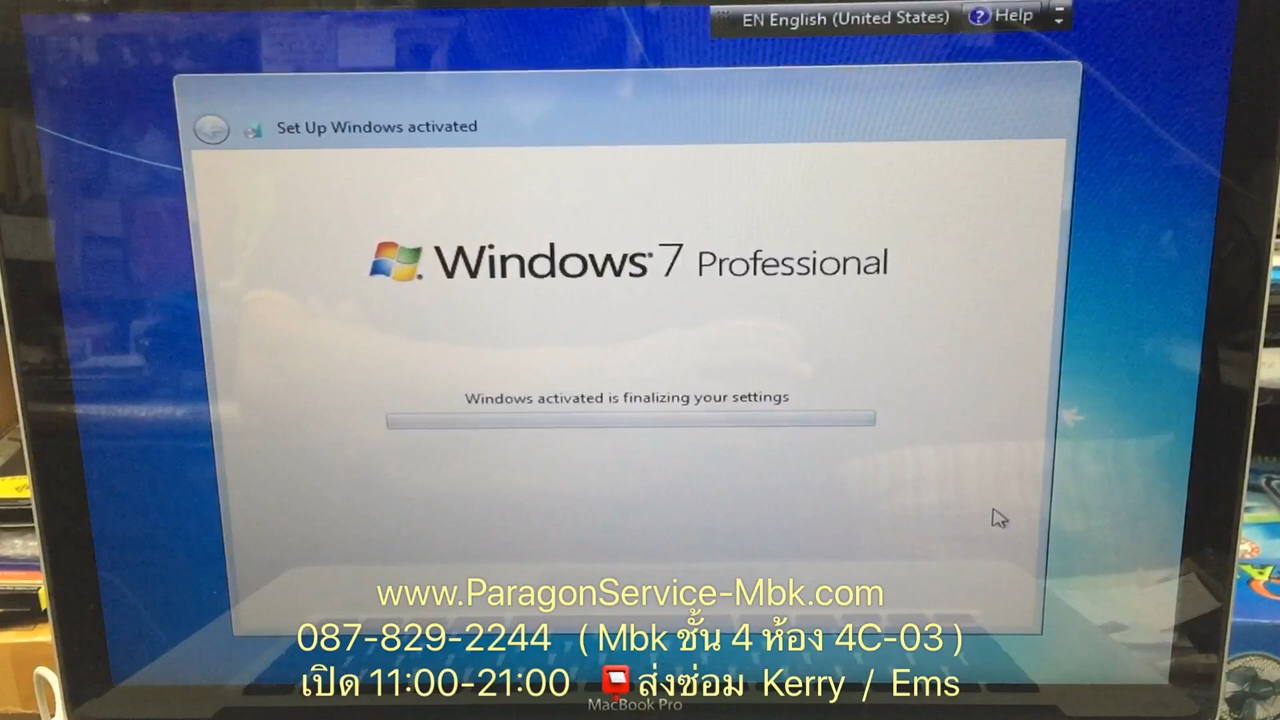 EN English (United States) ? Help
Set Up Windows activated
Windows 7 Professional
Windows activated is finalizing your settings
www.ParagonService-Mbk.com
087-829-2244 ( Mbk ชั้น 4 ห้อง 4C-03 )
เปิด 11:00-21:00 📮ส่งซ่อม Kerry / Ems
MacBook Pro